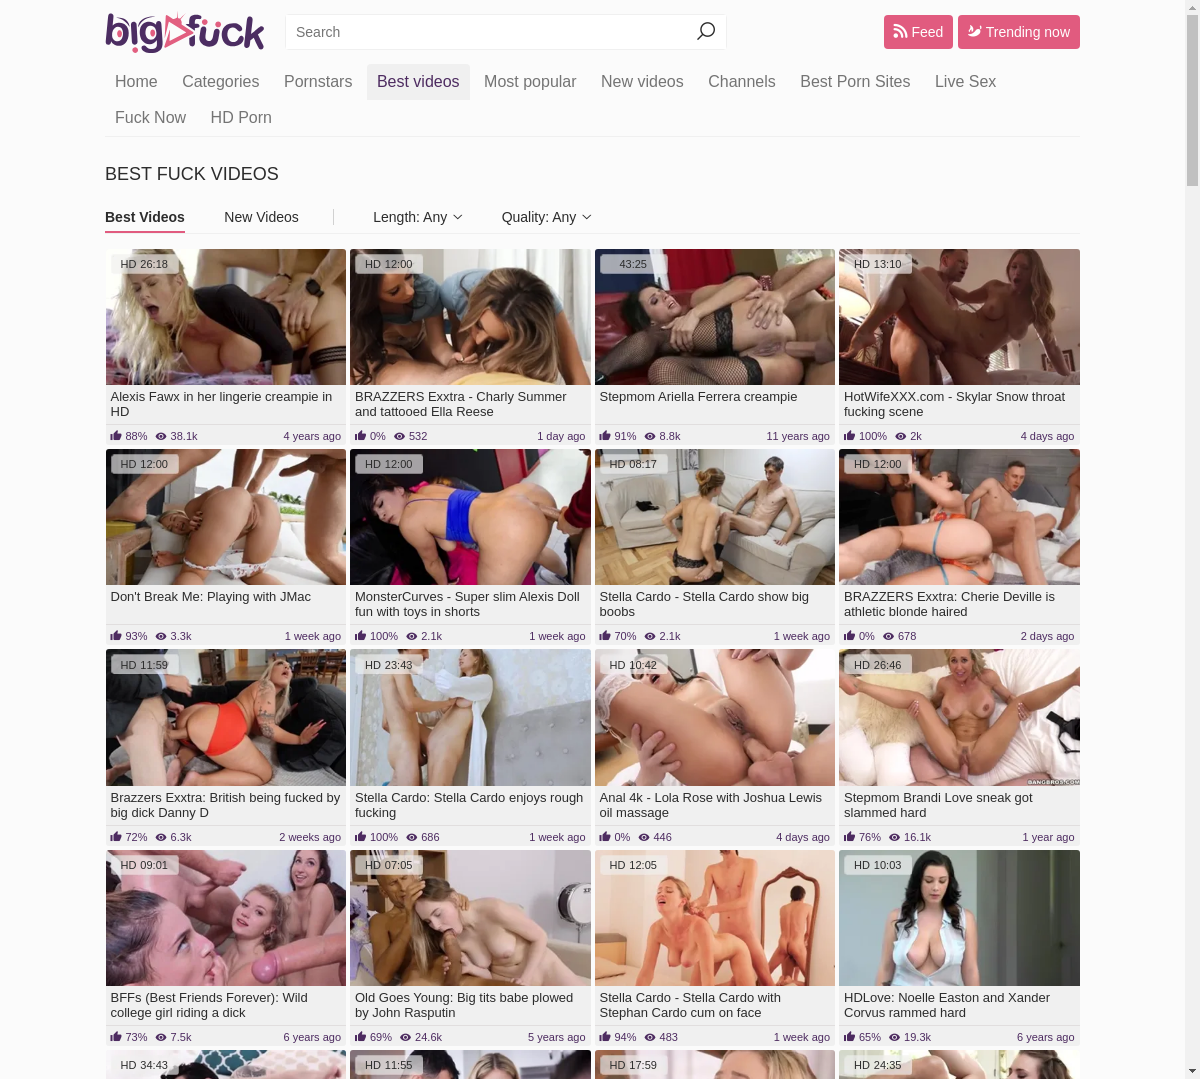 bigfuck
Search
Feed
Trending now
Home Categories Pornstars Best videos Most popular New videos Channels Best Porn Sites Live Sex
Fuck Now HD Porn
BEST FUCK VIDEOS
Best Videos New Videos Length: Any Quality: Any
HD 26:18
HD 12:00
43:25
HD 13:10
Alexis Fawx in her lingerie creampie in
HD
88% 38.1k 4 years ago
BRAZZERS Exxtra - Charly Summer
and tattooed Ella Reese
0% 532 1 day ago
Stepmom Ariella Ferrera creampie
91% 8.8k 11 years ago
HotWifeXXX.com - Skylar Snow throat
fucking scene
100% 2k 4 days ago
HD 12:00
HD 12:00
HD 08:17
HD 12:00
Don't Break Me: Playing with JMac
93% 3.3k 1 week ago
MonsterCurves - Super slim Alexis Doll
fun with toys in shorts
100% 2.1k 1 week ago
Stella Cardo - Stella Cardo show big
boobs
70% 2.1k 1 week ago
BRAZZERS Exxtra: Cherie Deville is
athletic blonde haired
0% 678 2 days ago
HD 11:59
HD 23:43
HD 10:42
HD 26:46
BANGBROS.COM
Brazzers Exxtra: British being fucked by
big dick Danny D
72% 6.3k 2 weeks ago
Stella Cardo: Stella Cardo enjoys rough
fucking
100% 686 1 week ago
Anal 4k - Lola Rose with Joshua Lewis
oil massage
0% 446 4 days ago
Stepmom Brandi Love sneak got
slammed hard
76% 16.1k 1 year ago
HD 09:01
HD 07:05
HD 12:05
HD 10:03
BFFs (Best Friends Forever): Wild
college girl riding a dick
73% 7.5k 6 years ago
Old Goes Young: Big tits babe plowed
by John Rasputin
69% 24.6k 5 years ago
Stella Cardo - Stella Cardo with
Stephan Cardo cum on face
94% 483 1 week ago
HDLove: Noelle Easton and Xander
Corvus rammed hard
65% 19.3k 6 years ago
HD 34:43
HD 11:55
HD 17:59
HD 24:35